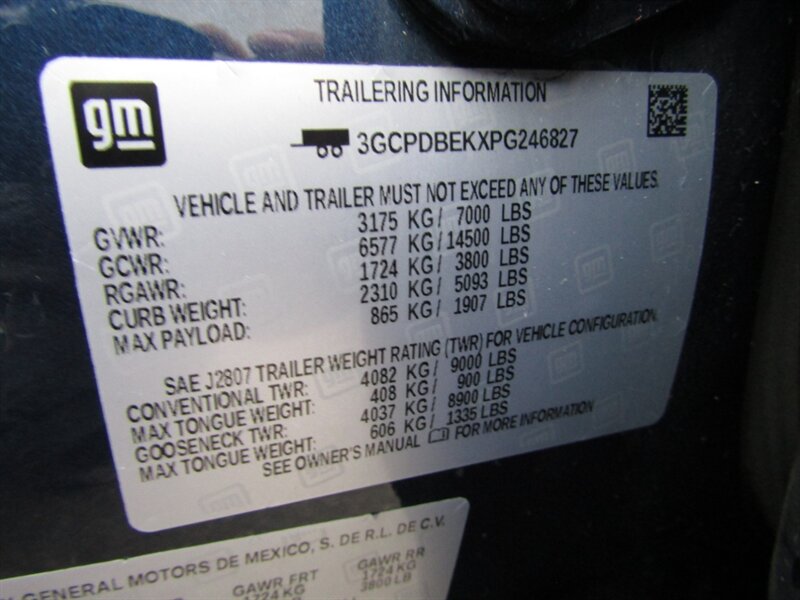 gm
TRAILERING INFORMATION
3GCPDBEKXPG246827
VEHICLE AND TRAILER MUST NOT EXCEED ANY OF THESE VALUES.
GVWR: 3175 KG/ 7000 LBS
GCWR: 6577 KG/ 14500 LBS
RGAWR: 1724 KG/ 3800 LBS
CURB WEIGHT: 2310 KG/ 5093 LBS
MAX PAYLOAD: 865 KG/ 1907 LBS
SAE J2807 TRAILER WEIGHT RATING (TWR) FOR VEHICLE CONFIGURATION.
CONVENTIONAL TWR: 4082 KG/ 9000 LBS
MAX TONGUE WEIGHT: 408 KG/ 900 LBS
GOOSENECK TWR: 4037 KG/ 8900 LBS
MAX TONGUE WEIGHT: 606 KG/ 1335 LBS
SEE OWNER'S MANUAL FOR MORE INFORMATION
GENERAL MOTORS DE MEXICO, S. DE R.L. DE C.V.
GAWR FRT GAWR RR
1724 KG 1724 KG
3800 LB